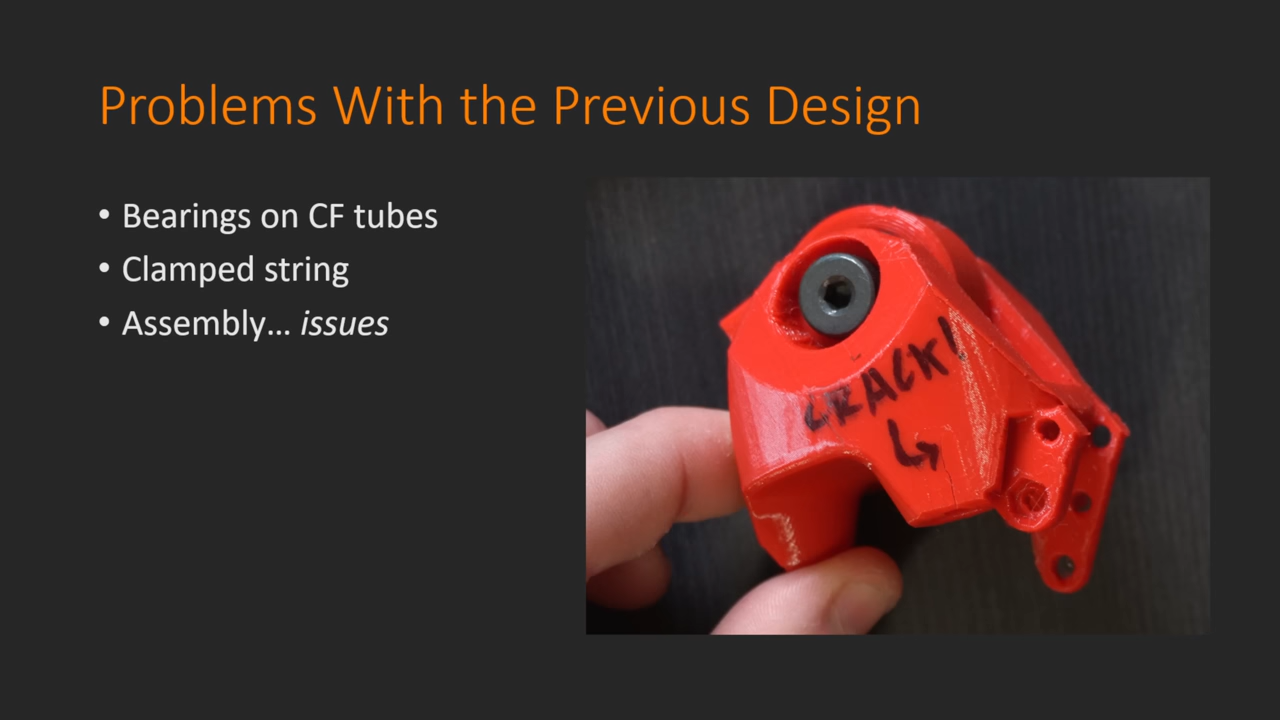 Problems With the Previous Design
• Bearings on CF tubes
• Clamped string
• Assembly... issues
CRACK!